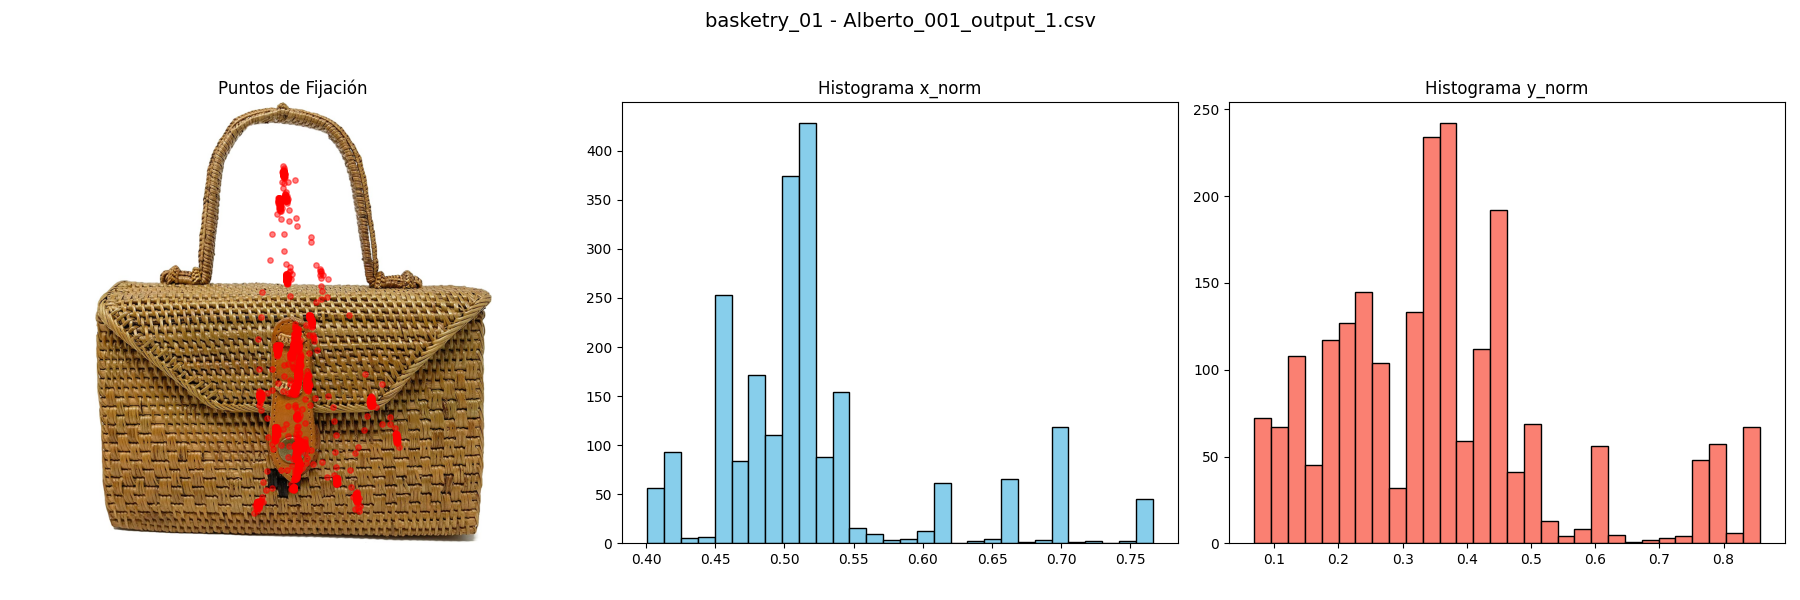 basketry_01 - Alberto_001_output_1.csv
Puntos de Fijación
Histograma x_norm
400
350
300
250
200
150
100
50
0
0.40 0.45 0.50 0.55 0.60 0.65 0.70 0.75
Histograma y_norm
250
200
150
100
50
0
0.1 0.2 0.3 0.4 0.5 0.6 0.7 0.8